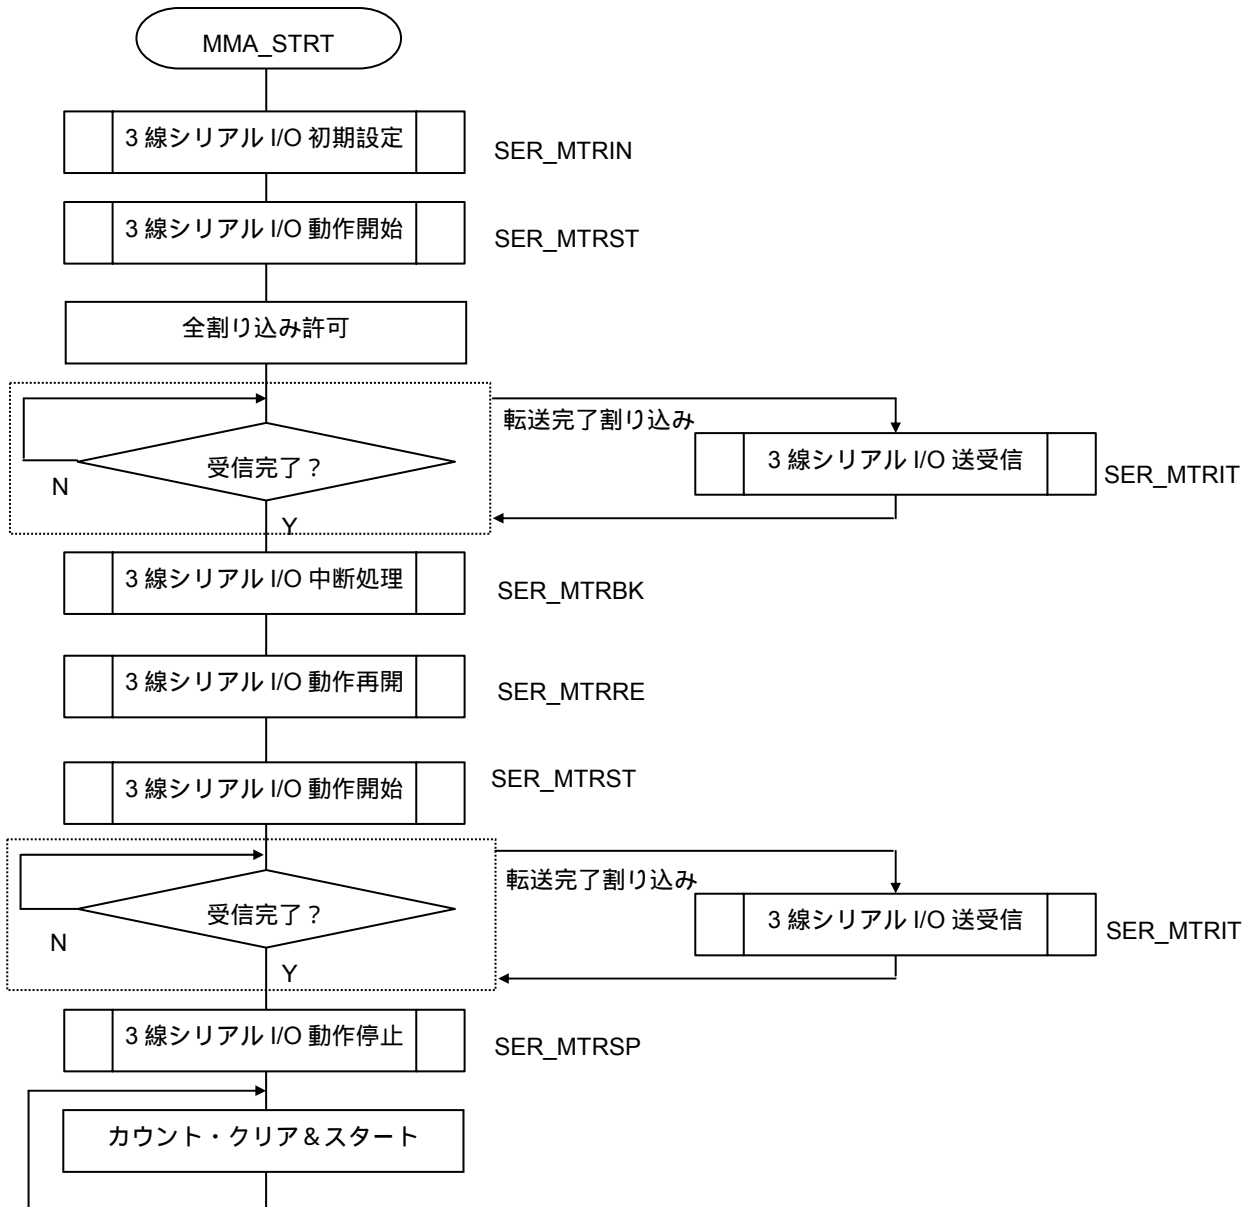 MMA_STRT
3 線シリアル I/O 初期設定
SER_MTRIN
3 線シリアル I/O 動作開始
SER_MTRST
全割り込み許可
転送完了割り込み
3 線シリアル I/O 送受信
SER_MTRIT
受信完了？
N
Y
3 線シリアル I/O 中断処理
SER_MTRBK
3 線シリアル I/O 動作再開
SER_MTRRE
3 線シリアル I/O 動作開始
SER_MTRST
転送完了割り込み
3 線シリアル I/O 送受信
SER_MTRIT
受信完了？
N
Y
3 線シリアル I/O 動作停止
SER_MTRSP
カウント・クリア＆スタート